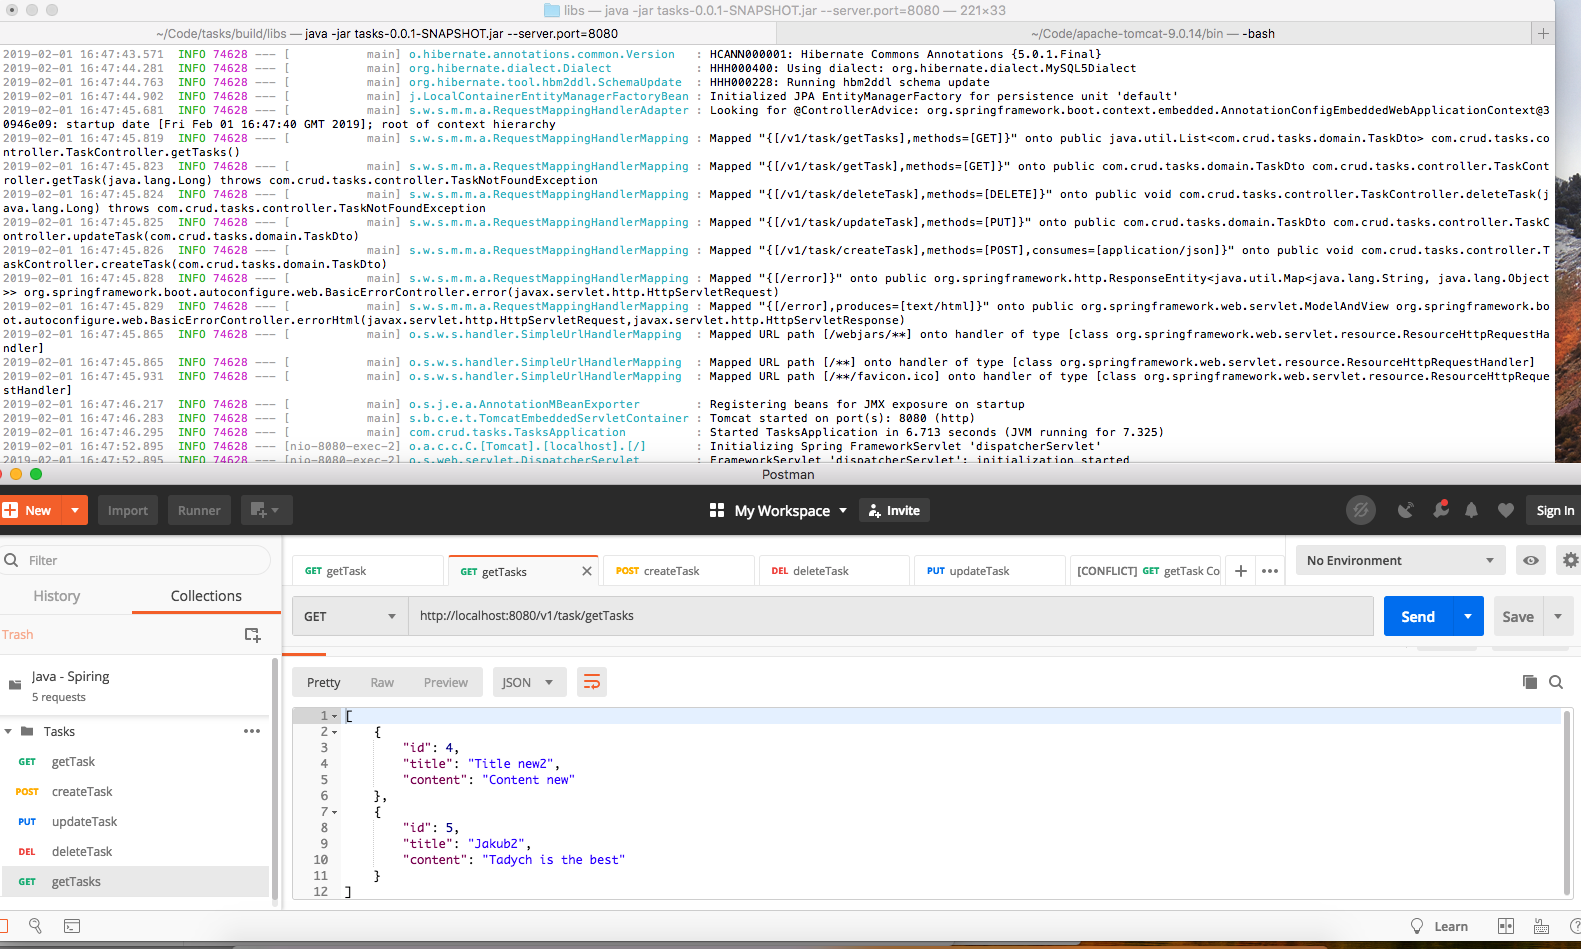 libs — java -jar tasks-0.0.1-SNAPSHOT.jar --server.port=8080 — 221×33
~/Code/tasks/build/libs — java -jar tasks-0.0.1-SNAPSHOT.jar --server.port=8080
~/Code/apache-tomcat-9.0.14/bin — -bash
2019-02-01 16:47:43.571  INFO 74628 --- [           main] o.hibernate.annotations.common.Version   : HCANN000001: Hibernate Commons Annotations {5.0.1.Final}
2019-02-01 16:47:44.281  INFO 74628 --- [           main] org.hibernate.dialect.Dialect            : HHH000400: Using dialect: org.hibernate.dialect.MySQL5Dialect
2019-02-01 16:47:44.763  INFO 74628 --- [           main] org.hibernate.tool.hbm2ddl.SchemaUpdate  : HHH000228: Running hbm2ddl schema update
2019-02-01 16:47:44.902  INFO 74628 --- [           main] j.LocalContainerEntityManagerFactoryBean : Initialized JPA EntityManagerFactory for persistence unit 'default'
2019-02-01 16:47:45.681  INFO 74628 --- [           main] s.w.s.m.m.a.RequestMappingHandlerAdapter : Looking for @ControllerAdvice: org.springframework.boot.context.embedded.AnnotationConfigEmbeddedWebApplicationContext@3
0946e09: startup date [Fri Feb 01 16:47:40 GMT 2019]; root of context hierarchy
2019-02-01 16:47:45.819  INFO 74628 --- [           main] s.w.s.m.m.a.RequestMappingHandlerMapping : Mapped "{[/v1/task/getTasks],methods=[GET]}" onto public java.util.List<com.crud.tasks.domain.TaskDto> com.crud.tasks.co
ntroller.TaskController.getTasks()
2019-02-01 16:47:45.823  INFO 74628 --- [           main] s.w.s.m.m.a.RequestMappingHandlerMapping : Mapped "{[/v1/task/getTask],methods=[GET]}" onto public com.crud.tasks.domain.TaskDto com.crud.tasks.controller.TaskCont
roller.getTask(java.lang.Long) throws com.crud.tasks.controller.TaskNotFoundException
2019-02-01 16:47:45.824  INFO 74628 --- [           main] s.w.s.m.m.a.RequestMappingHandlerMapping : Mapped "{[/v1/task/deleteTask],methods=[DELETE]}" onto public void com.crud.tasks.controller.TaskController.deleteTask(j
ava.lang.Long) throws com.crud.tasks.controller.TaskNotFoundException
2019-02-01 16:47:45.825  INFO 74628 --- [           main] s.w.s.m.m.a.RequestMappingHandlerMapping : Mapped "{[/v1/task/updateTask],methods=[PUT]}" onto public com.crud.tasks.domain.TaskDto com.crud.tasks.controller.TaskC
ontroller.updateTask(com.crud.tasks.domain.TaskDto)
2019-02-01 16:47:45.826  INFO 74628 --- [           main] s.w.s.m.m.a.RequestMappingHandlerMapping : Mapped "{[/v1/task/createTask],methods=[POST],consumes=[application/json]}" onto public void com.crud.tasks.controller.T
askController.createTask(com.crud.tasks.domain.TaskDto)
2019-02-01 16:47:45.828  INFO 74628 --- [           main] s.w.s.m.m.a.RequestMappingHandlerMapping : Mapped "{[/error]}" onto public org.springframework.http.ResponseEntity<java.util.Map<java.lang.String, java.lang.Object
>> org.springframework.boot.autoconfigure.web.BasicErrorController.error(javax.servlet.http.HttpServletRequest)
2019-02-01 16:47:45.829  INFO 74628 --- [           main] s.w.s.m.m.a.RequestMappingHandlerMapping : Mapped "{[/error],produces=[text/html]}" onto public org.springframework.web.servlet.ModelAndView org.springframework.bo
ot.autoconfigure.web.BasicErrorController.errorHtml(javax.servlet.http.HttpServletRequest,javax.servlet.http.HttpServletResponse)
2019-02-01 16:47:45.865  INFO 74628 --- [           main] o.s.w.s.handler.SimpleUrlHandlerMapping  : Mapped URL path [/webjars/**] onto handler of type [class org.springframework.web.servlet.resource.ResourceHttpRequestHa
ndler]
2019-02-01 16:47:45.865  INFO 74628 --- [           main] o.s.w.s.handler.SimpleUrlHandlerMapping  : Mapped URL path [/**] onto handler of type [class org.springframework.web.servlet.resource.ResourceHttpRequestHandler]
2019-02-01 16:47:45.931  INFO 74628 --- [           main] o.s.w.s.handler.SimpleUrlHandlerMapping  : Mapped URL path [/**/favicon.ico] onto handler of type [class org.springframework.web.servlet.resource.ResourceHttpReque
stHandler]
2019-02-01 16:47:46.217  INFO 74628 --- [           main] o.s.j.e.a.AnnotationMBeanExporter        : Registering beans for JMX exposure on startup
2019-02-01 16:47:46.283  INFO 74628 --- [           main] s.b.c.e.t.TomcatEmbeddedServletContainer : Tomcat started on port(s): 8080 (http)
2019-02-01 16:47:46.295  INFO 74628 --- [           main] com.crud.tasks.TasksApplication          : Started TasksApplication in 6.713 seconds (JVM running for 7.325)
2019-02-01 16:47:52.895  INFO 74628 --- [nio-8080-exec-2] o.a.c.c.C.[Tomcat].[localhost].[/]       : Initializing Spring FrameworkServlet 'dispatcherServlet'
2019-02-01 16:47:52.895  INFO 74628 --- [nio-8080-exec-2] o.s.web.servlet.DispatcherServlet        : FrameworkServlet 'dispatcherServlet': initialization started
Postman
New Import Runner My Workspace Invite Sign In
Filter
GET getTask GET getTasks POST createTask DEL deleteTask PUT updateTask [CONFLICT] GET getTask Co
No Environment
History Collections
GET http://localhost:8080/v1/task/getTasks Send Save
Trash
Java - Spiring
5 requests
Tasks
GET getTask
POST createTask
PUT updateTask
DEL deleteTask
GET getTasks
Pretty Raw Preview JSON
1 [
2 {
3 "id": 4,
4 "title": "Title new2",
5 "content": "Content new"
6 },
7 {
8 "id": 5,
9 "title": "Jakub2",
10 "content": "Tadych is the best"
11 }
12 ]
Learn